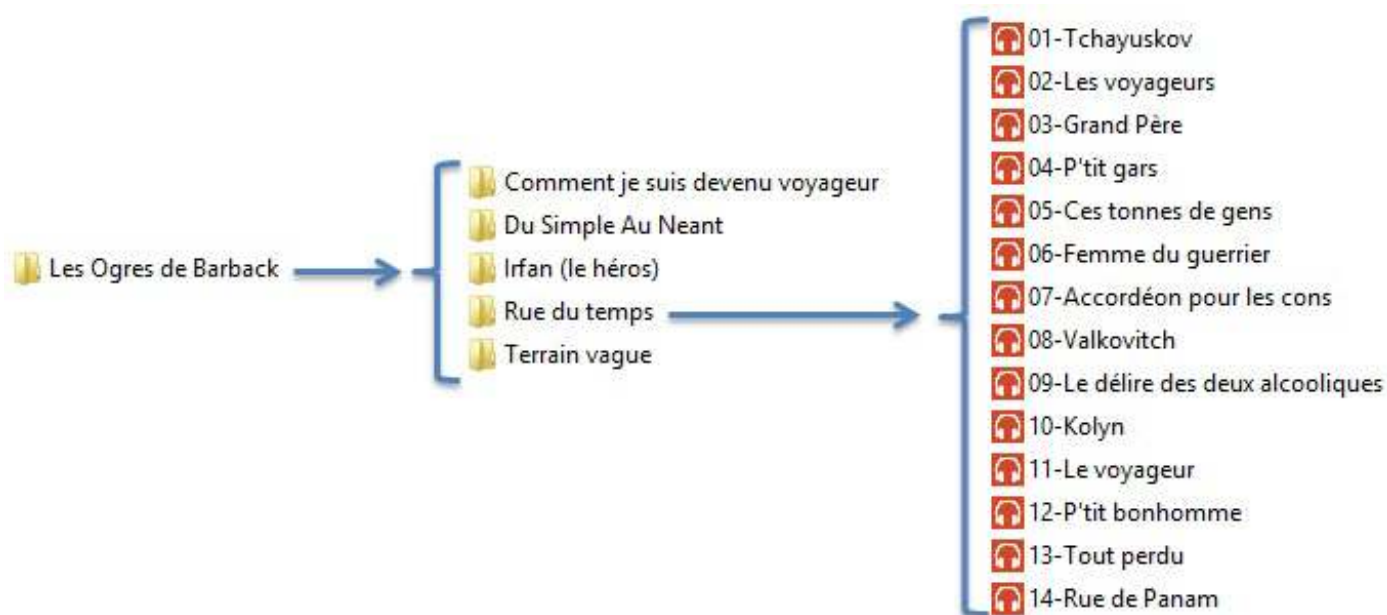 Les Ogres de Barback
Comment je suis devenu voyageur
Du Simple Au Neant
Irfan (le héros)
Rue du temps
Terrain vague
01-Tchayuskov
02-Les voyageurs
03-Grand Père
04-P'tit gars
05-Ces tonnes de gens
06-Femme du guerrier
07-Accordéon pour les cons
08-Valkovitch
09-Le délire des deux alcooliques
10-Kolyn
11-Le voyageur
12-P'tit bonhomme
13-Tout perdu
14-Rue de Panam